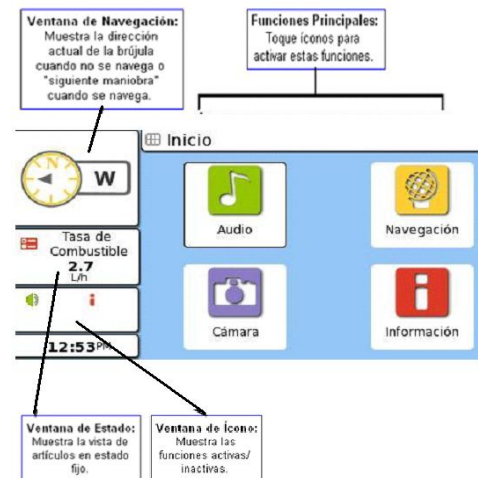 Ventana de Navegación:
Muestra la dirección
actual de la brújula
cuando no se navega o
"siguiente maniobra"
cuando se navega.
Funciones Principales:
Toque íconos para
activar estas funciones.
Inicio
N
W
Audio
Navegación
Tasa de
Combustible
2.7
L/h
Cámara
Información
12:53PM
Ventana de Estado:
Muestra la vista de
artículos en estado
fijo.
Ventana de Ícono:
Muestra las
funciones activas/
inactivas.